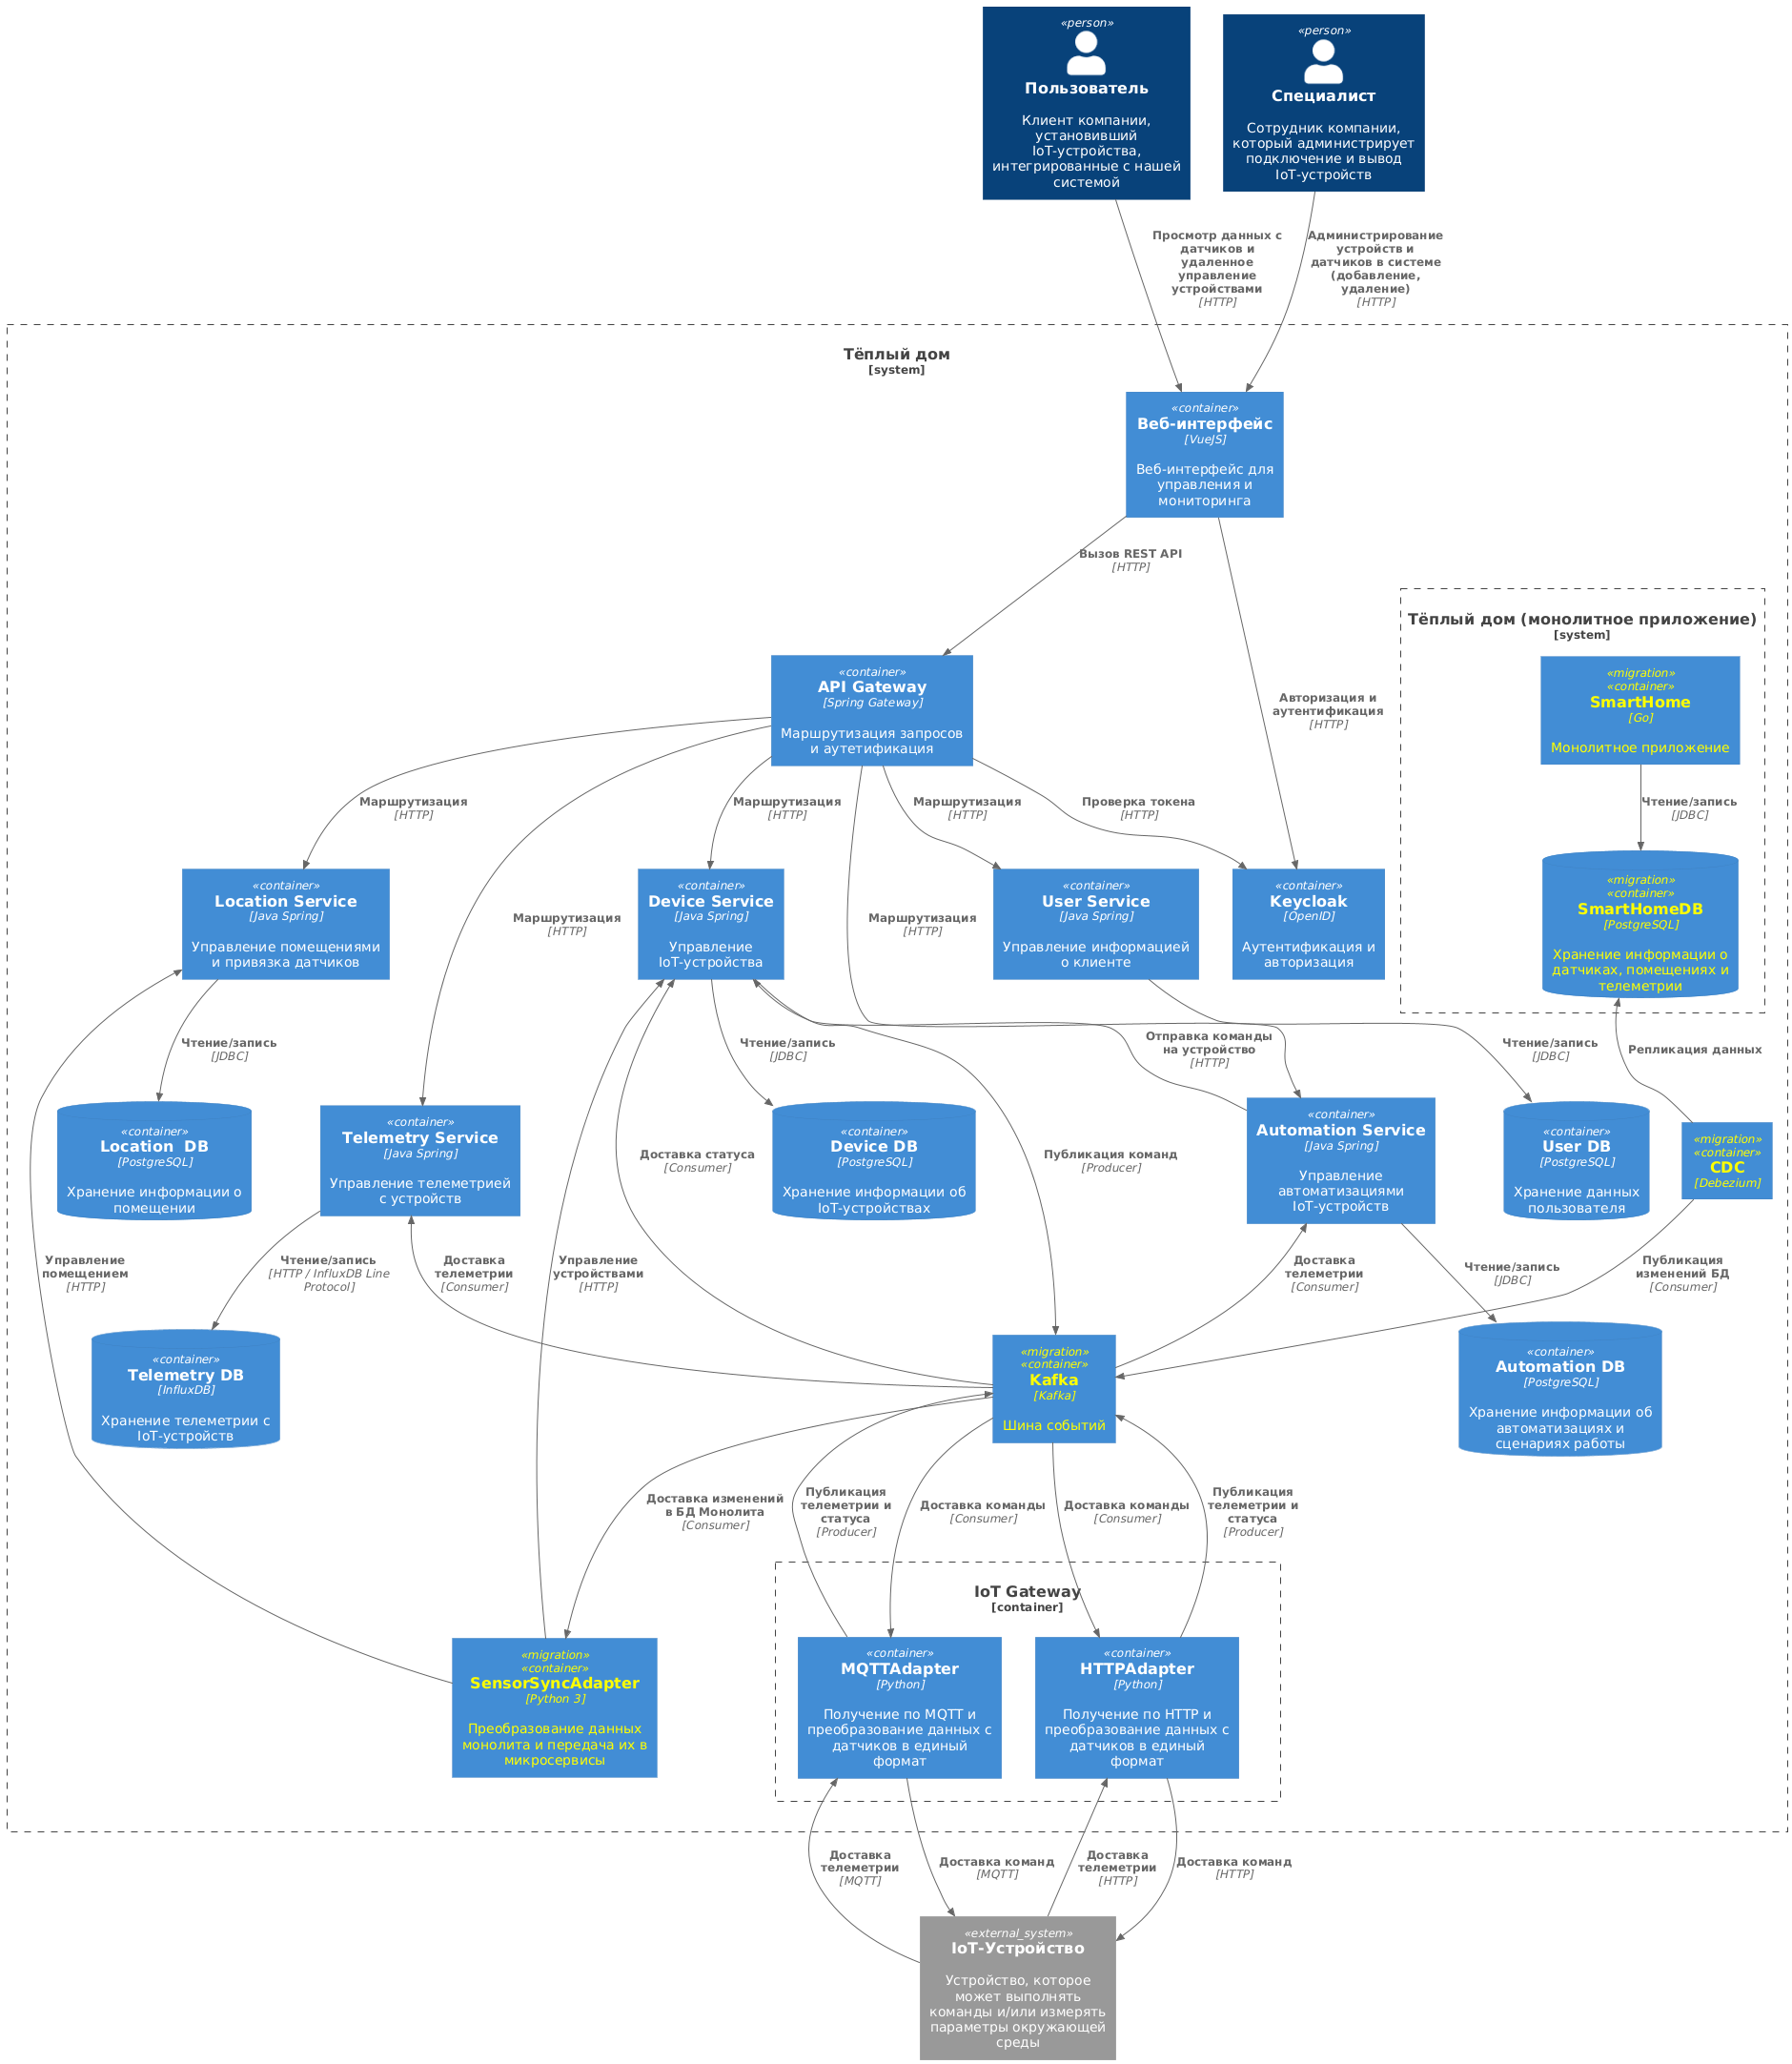 «person»
Пользователь
Клиент компании,
установивший
IoT-устройства,
интегрированные с нашей
системой
«person»
Специалист
Сотрудник компании,
который администрирует
подключение и вывод
IoT-устройств
Просмотр данных с
датчиков и
удаленное
управление
устройствами
[HTTP]
Администрирование
устройств и
датчиков в системе
(добавление,
удаление)
[HTTP]
Тёплый дом
[system]
«container»
Веб-интерфейс
[VueJS]
Веб-интерфейс для
управления и
мониторинга
Вызов REST API
[HTTP]
Авторизация и
аутентификация
[HTTP]
Тёплый дом (монолитное приложение)
[system]
«migration»
«container»
SmartHome
[Go]
Монолитное приложение
Чтение/запись
[JDBC]
«migration»
«container»
SmartHomeDB
[PostgreSQL]
Хранение информации о
датчиках, помещениях и
телеметрии
«container»
API Gateway
[Spring Gateway]
Маршрутизация запросов
и аутетификация
Маршрутизация
[HTTP]
Маршрутизация
[HTTP]
Маршрутизация
[HTTP]
Проверка токена
[HTTP]
Маршрутизация
[HTTP]
Маршрутизация
[HTTP]
«container»
Location Service
[Java Spring]
Управление помещениями
и привязка датчиков
«container»
Device Service
[Java Spring]
Управление
IoT-устройства
«container»
User Service
[Java Spring]
Управление информацией
о клиенте
«container»
Keycloak
[OpenID]
Аутентификация и
авторизация
Чтение/запись
[JDBC]
Чтение/запись
[JDBC]
Отправка команды
на устройство
[HTTP]
Чтение/запись
[JDBC]
Репликация данных
«container»
Location  DB
[PostgreSQL]
Хранение информации о
помещении
«container»
Telemetry Service
[Java Spring]
Управление телеметрией
с устройств
Доставка статуса
[Consumer]
«container»
Device DB
[PostgreSQL]
Хранение информации об
IoT-устройствах
Публикация команд
[Producer]
«container»
Automation Service
[Java Spring]
Управление
автоматизациями
IoT-устройств
«container»
User DB
[PostgreSQL]
Хранение данных
пользователя
«migration»
«container»
CDC
[Debezium]
Управление
помещением
[HTTP]
Чтение/запись
[HTTP / InfluxDB Line
Protocol]
Доставка
телеметрии
[Consumer]
Управление
устройствами
[HTTP]
Доставка
телеметрии
[Consumer]
Чтение/запись
[JDBC]
Публикация
изменений БД
[Consumer]
«container»
Telemetry DB
[InfluxDB]
Хранение телеметрии с
IoT-устройств
«migration»
«container»
Kafka
[Kafka]
Шина событий
«container»
Automation DB
[PostgreSQL]
Хранение информации об
автоматизациях и
сценариях работы
Доставка изменений
в БД Монолита
[Consumer]
Публикация
телеметрии и
статуса
[Producer]
Доставка команды
[Consumer]
Доставка команды
[Consumer]
Публикация
телеметрии и
статуса
[Producer]
IoT Gateway
[container]
«migration»
«container»
SensorSyncAdapter
[Python 3]
Преобразование данных
монолита и передача их в
микросервисы
«container»
MQTTAdapter
[Python]
Получение по MQTT и
преобразование данных с
датчиков в единый
формат
«container»
HTTPAdapter
[Python]
Получение по HTTP и
преобразование данных с
датчиков в единый
формат
Доставка
телеметрии
[MQTT]
Доставка команд
[MQTT]
Доставка
телеметрии
[HTTP]
Доставка команд
[HTTP]
«external_system»
IoT-Устройство
Устройство, которое
может выполнять
команды и/или измерять
параметры окружающей
среды